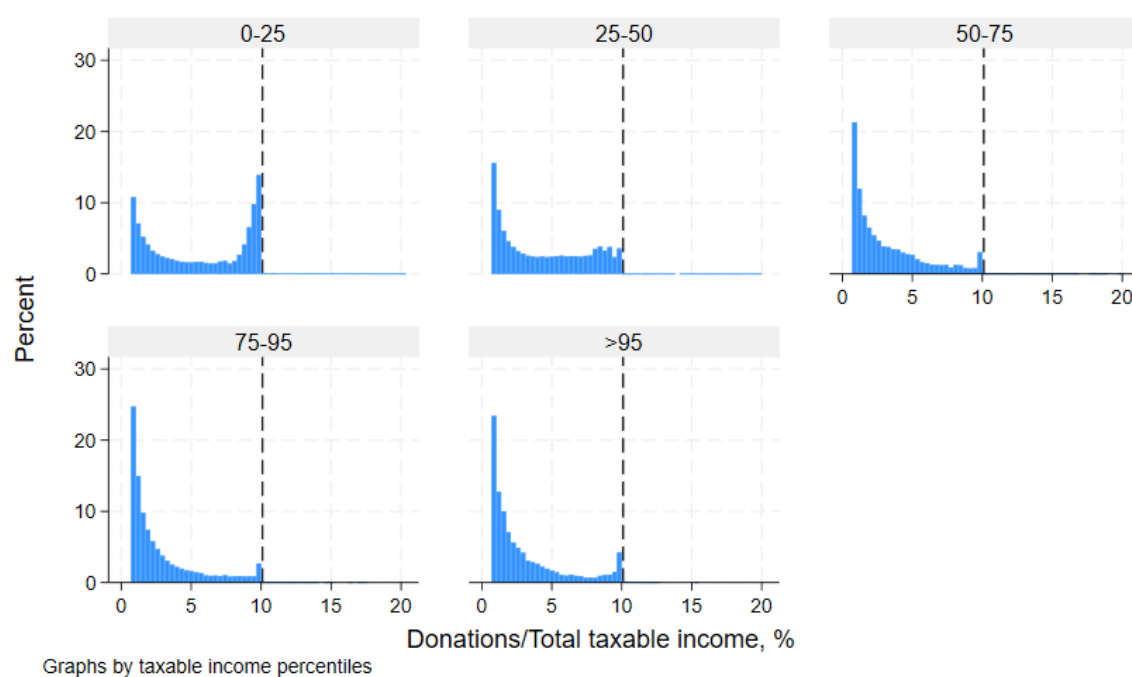 0-25
25-50
50-75
30
20
10
0
0 5 10 15 20
75-95
>95
30
20
10
0
0 5 10 15 20
0 5 10 15 20
Percent
Donations/Total taxable income, %
Graphs by taxable income percentiles